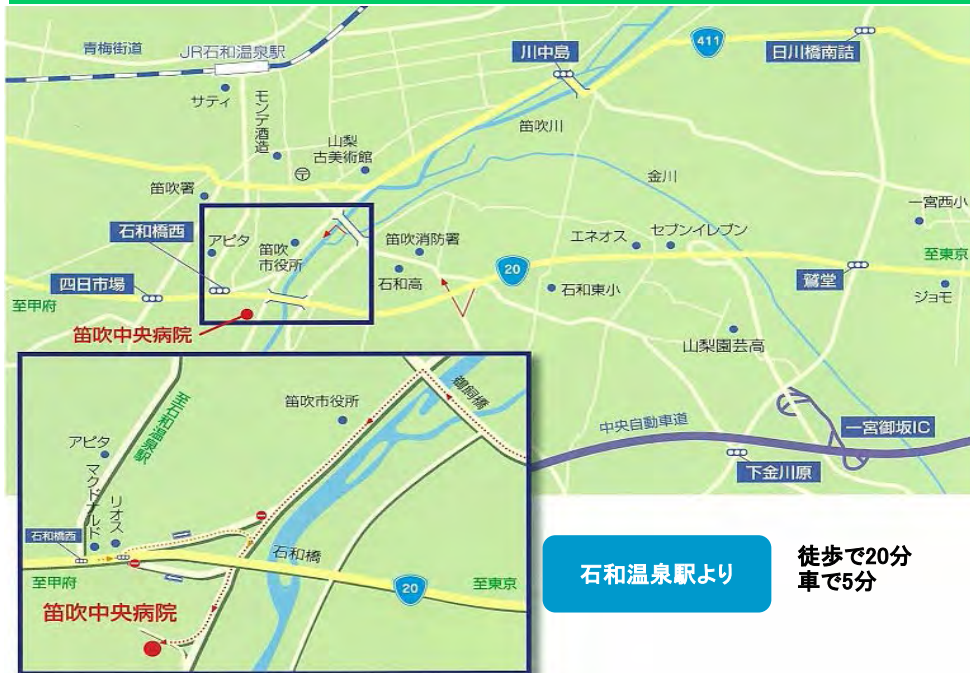 青梅街道
JR石和温泉駅
川中島
411
日川橋南詰
サティ
モンデ酒造
笛吹川
山梨
古美術館
〒
金川
笛吹署
一宮西小
石和橋西
アピタ
笛吹
市役所
笛吹消防署
エネオス
セブンイレブン
至東京
四日市場
石和高
20
石和東小
鷲堂
ジョモ
至甲府
笛吹中央病院
山梨園芸高
中央自動車道
一宮御坂IC
下金川原
笛吹市役所
鵜飼橋
至石和温泉駅
アピタ
マクドナルド
リオス
石和橋西
石和橋
至甲府
20
至東京
笛吹中央病院
石和温泉駅より
徒歩で20分
車で5分